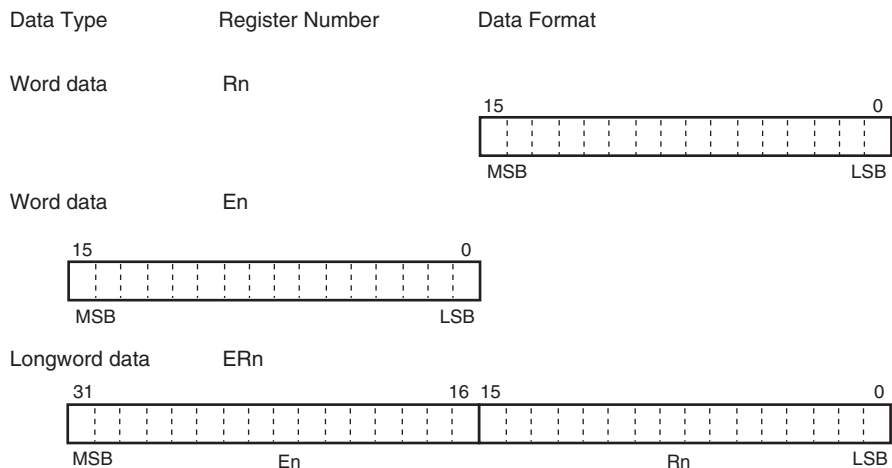 Data Type Register Number Data Format
Word data Rn
15 0
MSB LSB
Word data En
15 0
MSB LSB
Longword data ERn
31 16 15 0
MSB En Rn LSB